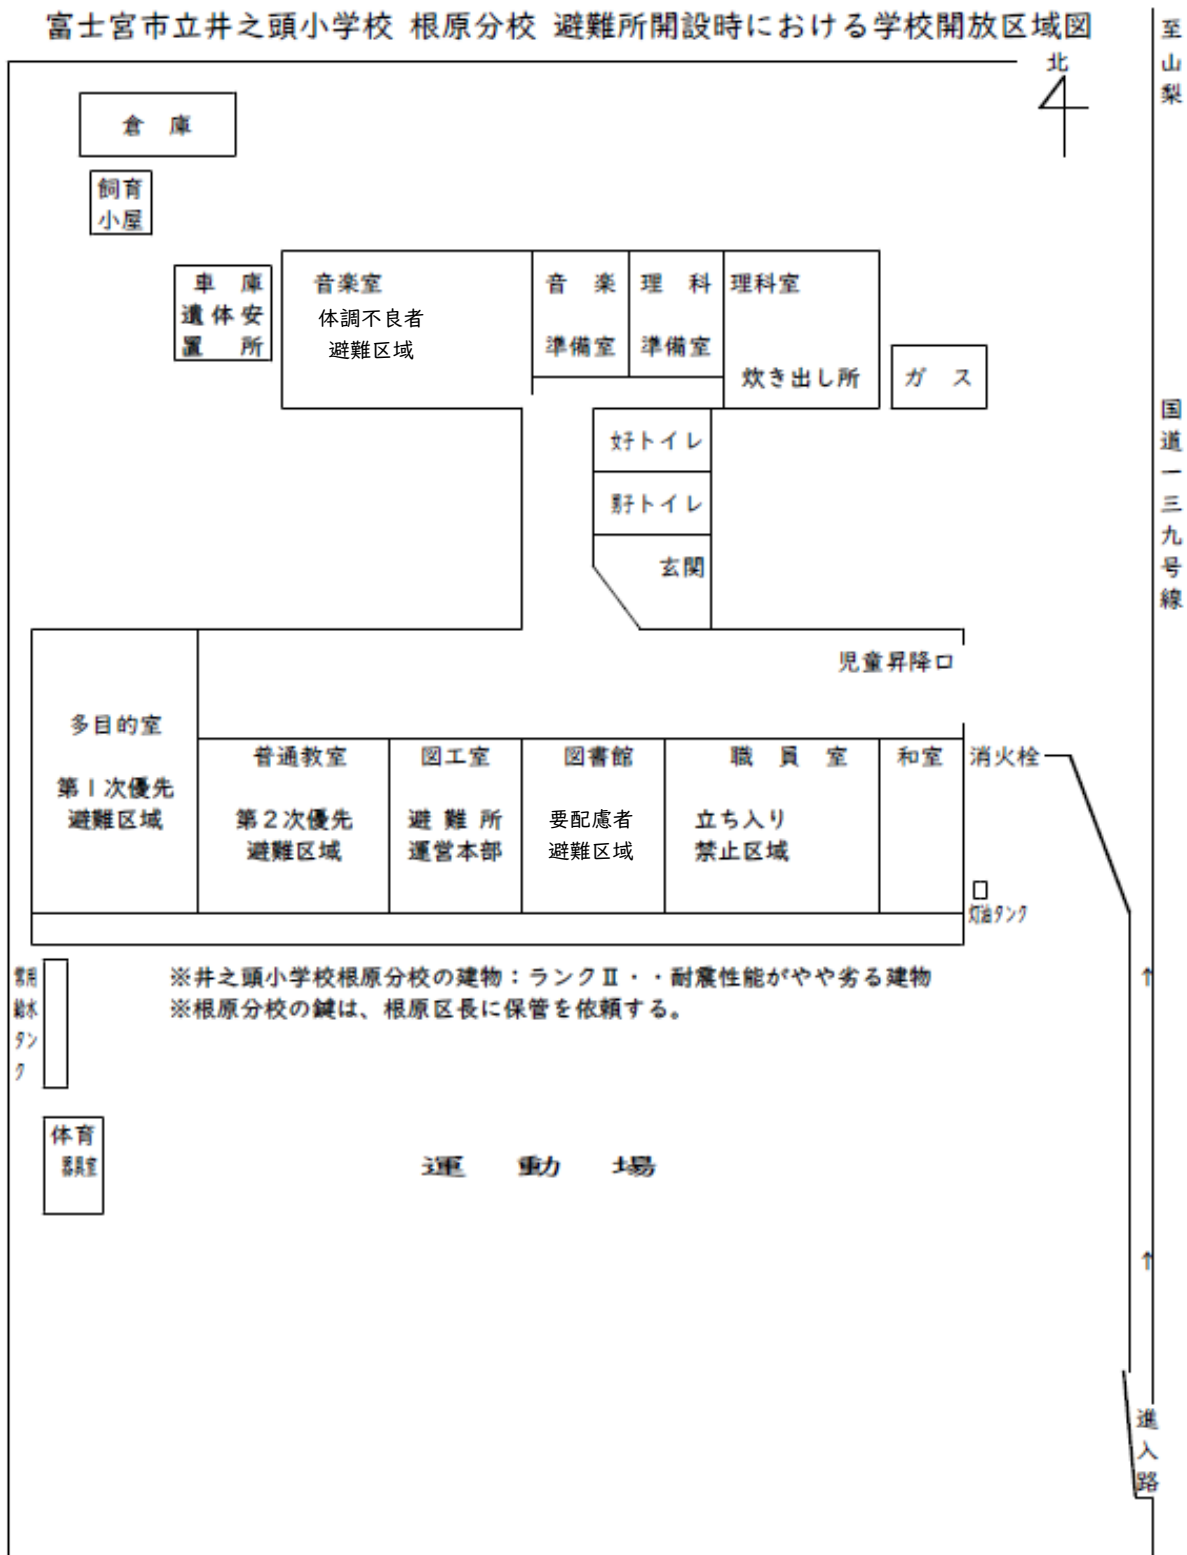 富士宮市立井之頭小学校 根原分校 避難所開設時における学校開放区域図
至山梨
北
倉 庫
飼育
小屋
車 庫
遺体安
置 所
音楽室
体調不良者
避難区域
音 楽
準備室
理 科
準備室
理科室
炊き出し所
ガ ス
国道一三九号線
女子トイレ
男子トイレ
玄関
児童昇降口
多目的室
第1次優先
避難区域
普通教室
第2次優先
避難区域
図工室
避 難 所
運営本部
図書館
要配慮者
避難区域
職 員 室
立ち入り
禁止区域
和室
消火栓
灯油タンク
常用
給水
タン
ク
※井之頭小学校根原分校の建物：ランクⅡ・・耐震性能がやや劣る建物
※根原分校の鍵は、根原区長に保管を依頼する。
↑
体育
器具室
運 動 場
↑
進入路